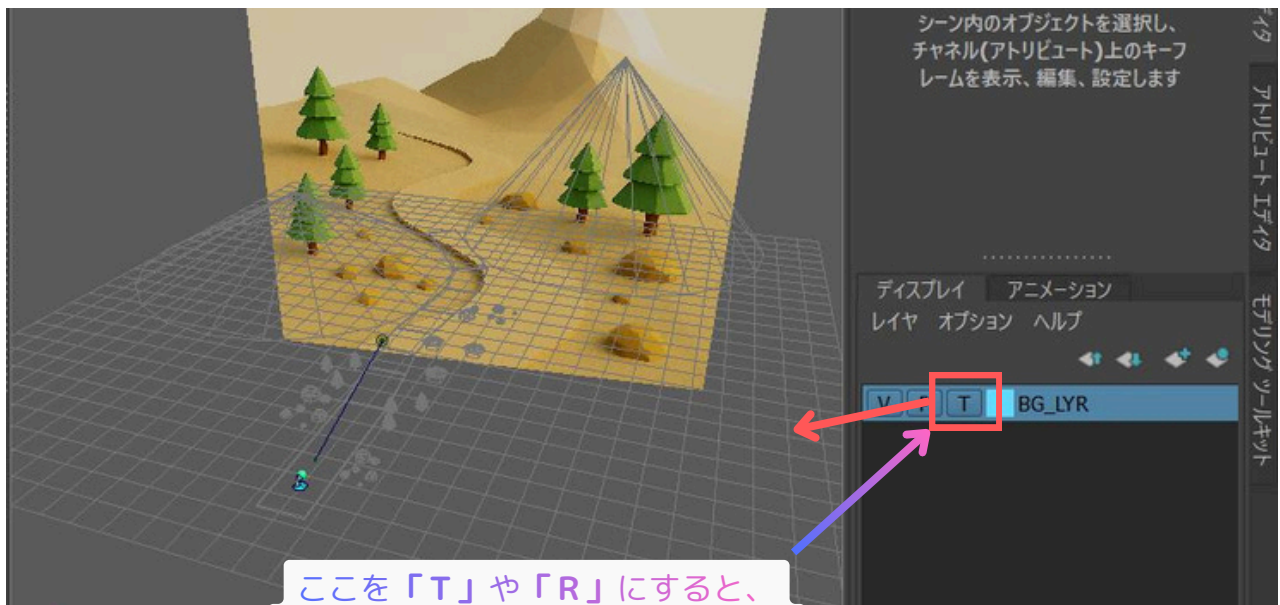 シーン内のオブジェクトを選択し、
チャネル(アトリビュート)上のキーフ
レームを表示、編集、設定します
ィタ
アトリビュート エディタ
モデリング ツールキット
ディスプレイ アニメーション
レイヤ オプション ヘルプ
V P T BG_LYR
ここを「T」や「R」にすると、